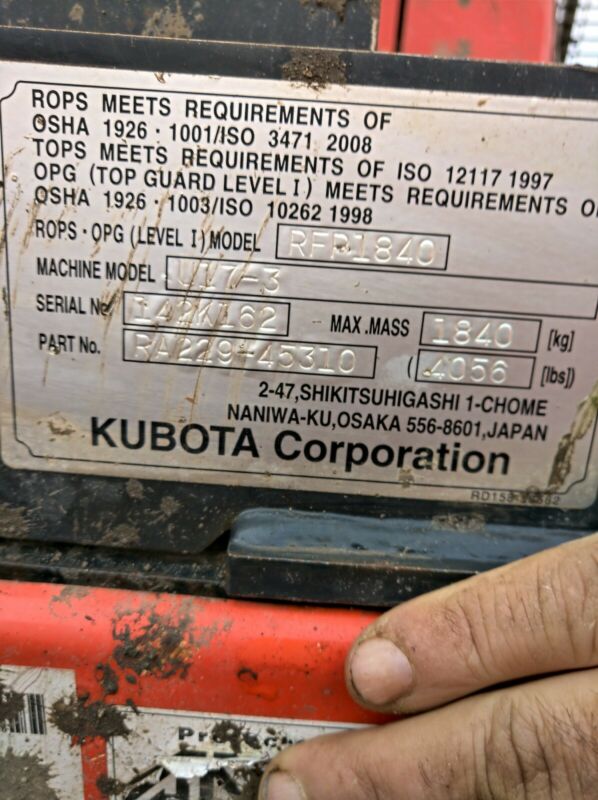 ROPS MEETS REQUIREMENTS OF
OSHA 1926 · 1001/ISO 3471 2008
TOPS MEETS REQUIREMENTS OF ISO 12117 1997
OPG (TOP GUARD LEVEL I) MEETS REQUIREMENTS O
OSHA 1926 · 1003/ISO 10262 1998
ROPS · OPG (LEVEL I) MODEL RFP1840
MACHINE MODEL U17-3
SERIAL No. 142K162 MAX.MASS 1840 [kg]
PART No. RA229-45310 ( 4056 [lbs])
2-47,SHIKITSUHIGASHI 1-CHOME
NANIWA-KU,OSAKA 556-8601,JAPAN
KUBOTA Corporation